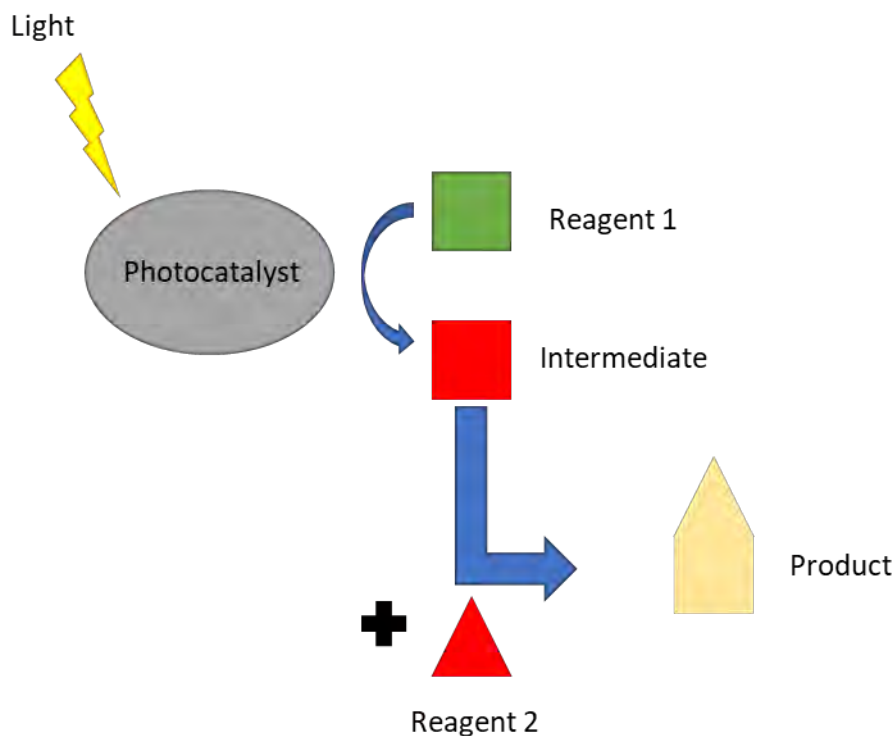 Light
Reagent 1
Photocatalyst
Intermediate
Product
Reagent 2